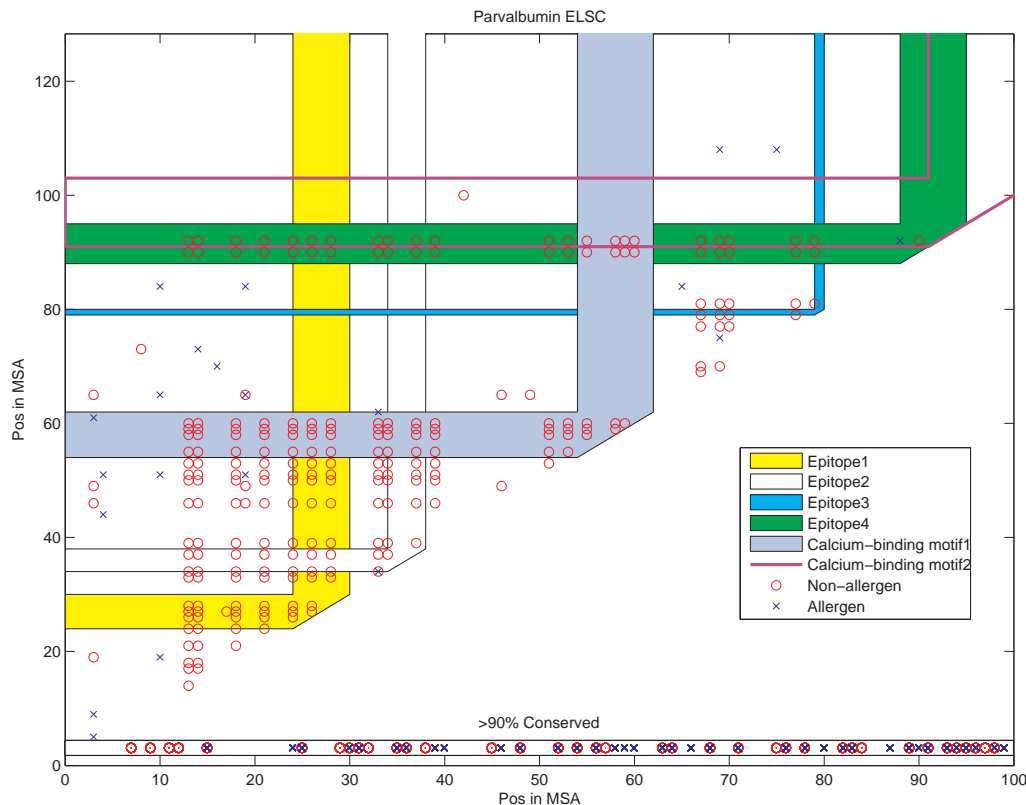 Parvalbumin ELSC
120
100
80
60
40
20
0
Pos in MSA
Epitope1
Epitope2
Epitope3
Epitope4
Calcium−binding motif1
Calcium−binding motif2
Non−allergen
Allergen
>90% Conserved
0 10 20 30 40 50 60 70 80 90 100
Pos in MSA